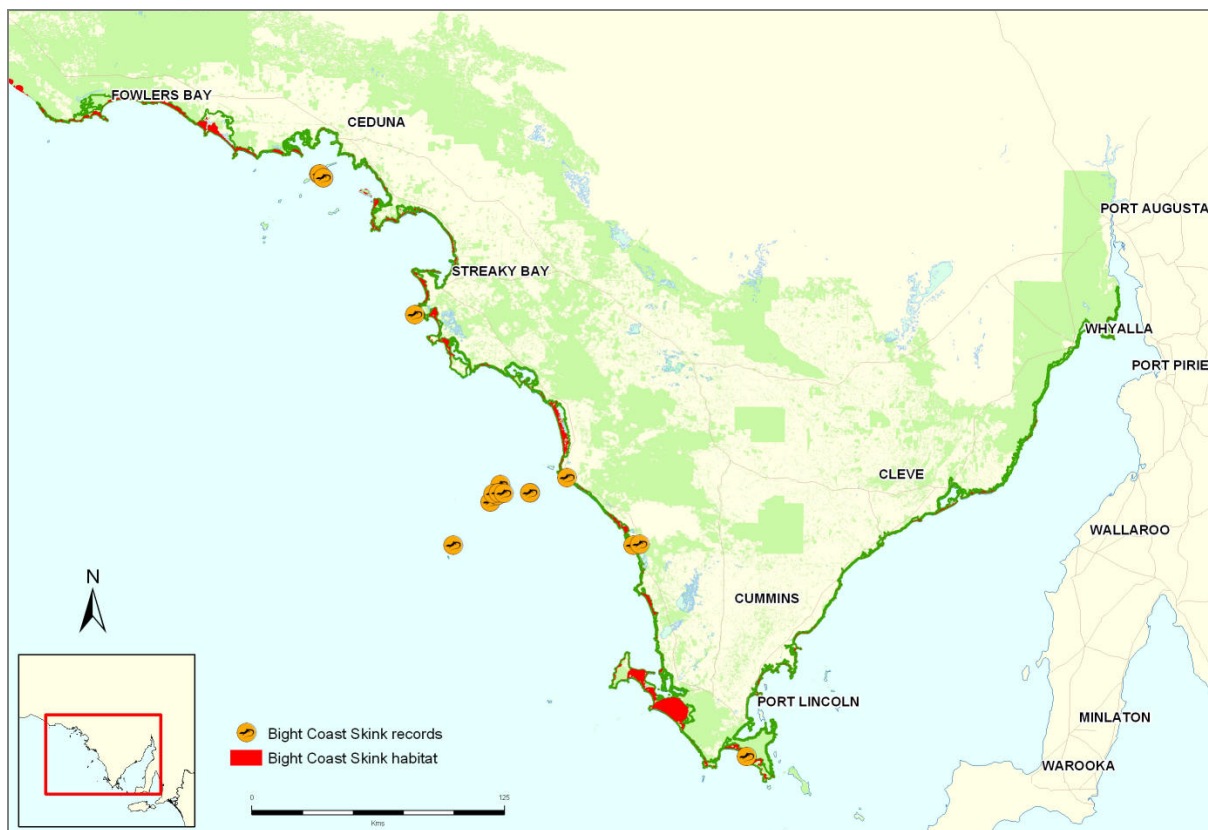 FOWLERS BAY
CEDUNA
PORT AUGUSTA
STREAKY BAY
WHYALLA
PORT PIRIE
CLEVE
WALLAROO
N
CUMMINS
PORT LINCOLN
MINLATON
Bight Coast Skink records
Bight Coast Skink habitat
WAROOKA
0 125
Kms